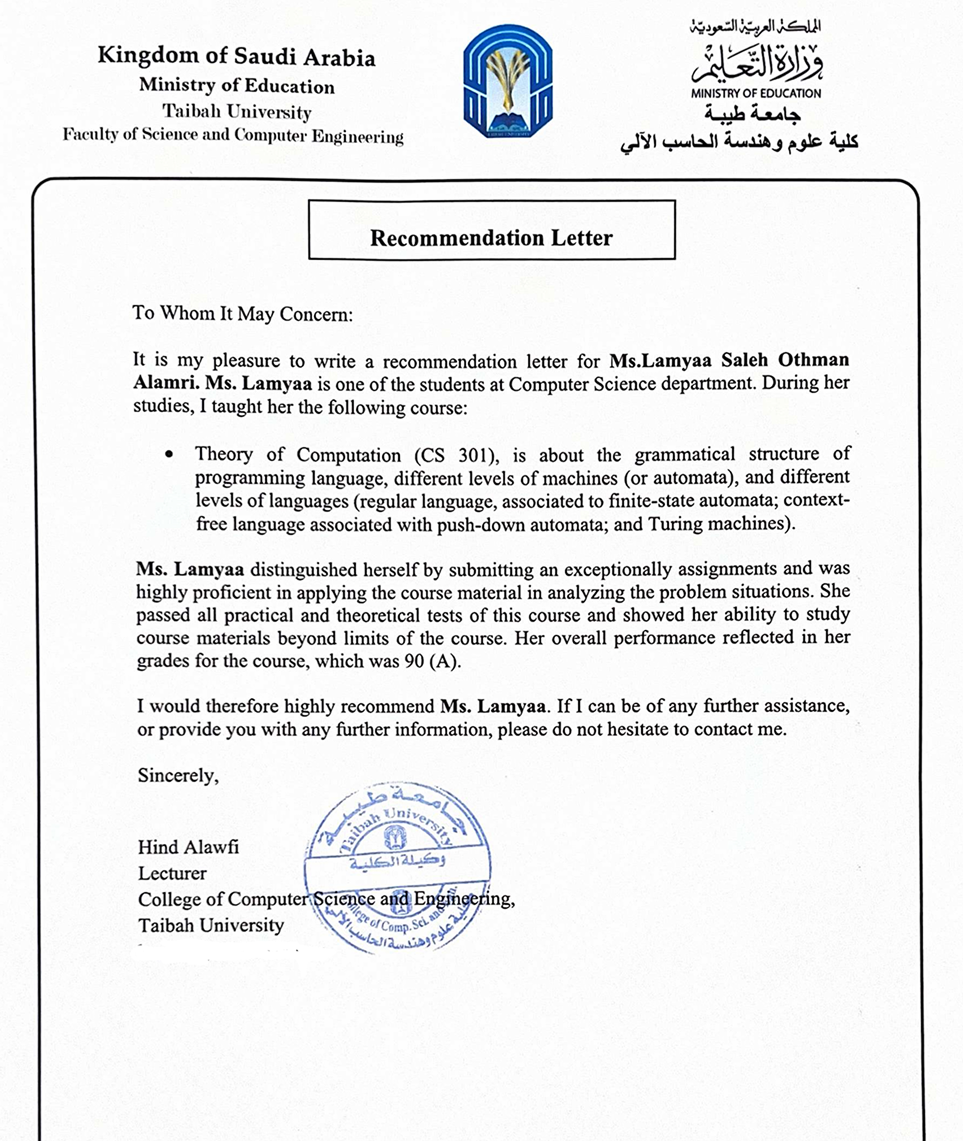 Kingdom of Saudi Arabia
Ministry of Education
Taibah University
Faculty of Science and Computer Engineering
المملكة العربية السعودية
وزارة التعليم
MINISTRY OF EDUCATION
جامعة طيبة
كلية علوم وهندسة الحاسب الآلي
Recommendation Letter
To Whom It May Concern:
It is my pleasure to write a recommendation letter for Ms.Lamyaa Saleh Othman
Alamri. Ms. Lamyaa is one of the students at Computer Science department. During her
studies, I taught her the following course:
• Theory of Computation (CS 301), is about the grammatical structure of
programming language, different levels of machines (or automata), and different
levels of languages (regular language, associated to finite-state automata; context-
free language associated with push-down automata; and Turing machines).
Ms. Lamyaa distinguished herself by submitting an exceptionally assignments and was
highly proficient in applying the course material in analyzing the problem situations. She
passed all practical and theoretical tests of this course and showed her ability to study
course materials beyond limits of the course. Her overall performance reflected in her
grades for the course, which was 90 (A).
I would therefore highly recommend Ms. Lamyaa. If I can be of any further assistance,
or provide you with any further information, please do not hesitate to contact me.
Sincerely,
جامعة طيبة
Taibah University
وكيلة الكلية
Hind Alawfi
Lecturer
College of Computer Science and Engineering,
Taibah University
College of Comp. Sci. and
كلية علوم وهندسة الحاسب الآلي